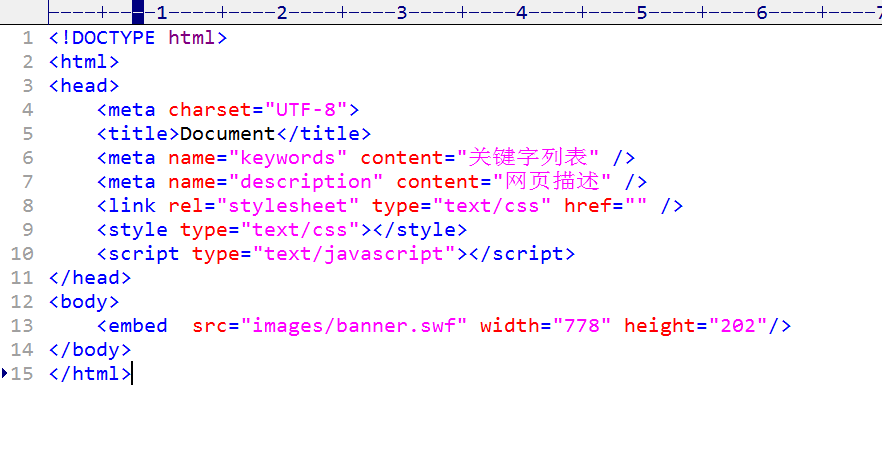 |----+----1----+----2----+----3----+----4----+----5----+----6----+----7
1 <!DOCTYPE html>
2 <html>
3 <head>
4     <meta charset="UTF-8">
5     <title>Document</title>
6     <meta name="keywords" content="关键字列表" />
7     <meta name="description" content="网页描述" />
8     <link rel="stylesheet" type="text/css" href="" />
9     <style type="text/css"></style>
10     <script type="text/javascript"></script>
11 </head>
12 <body>
13     <embed  src="images/banner.swf" width="778" height="202"/>
14 </body>
15 </html>